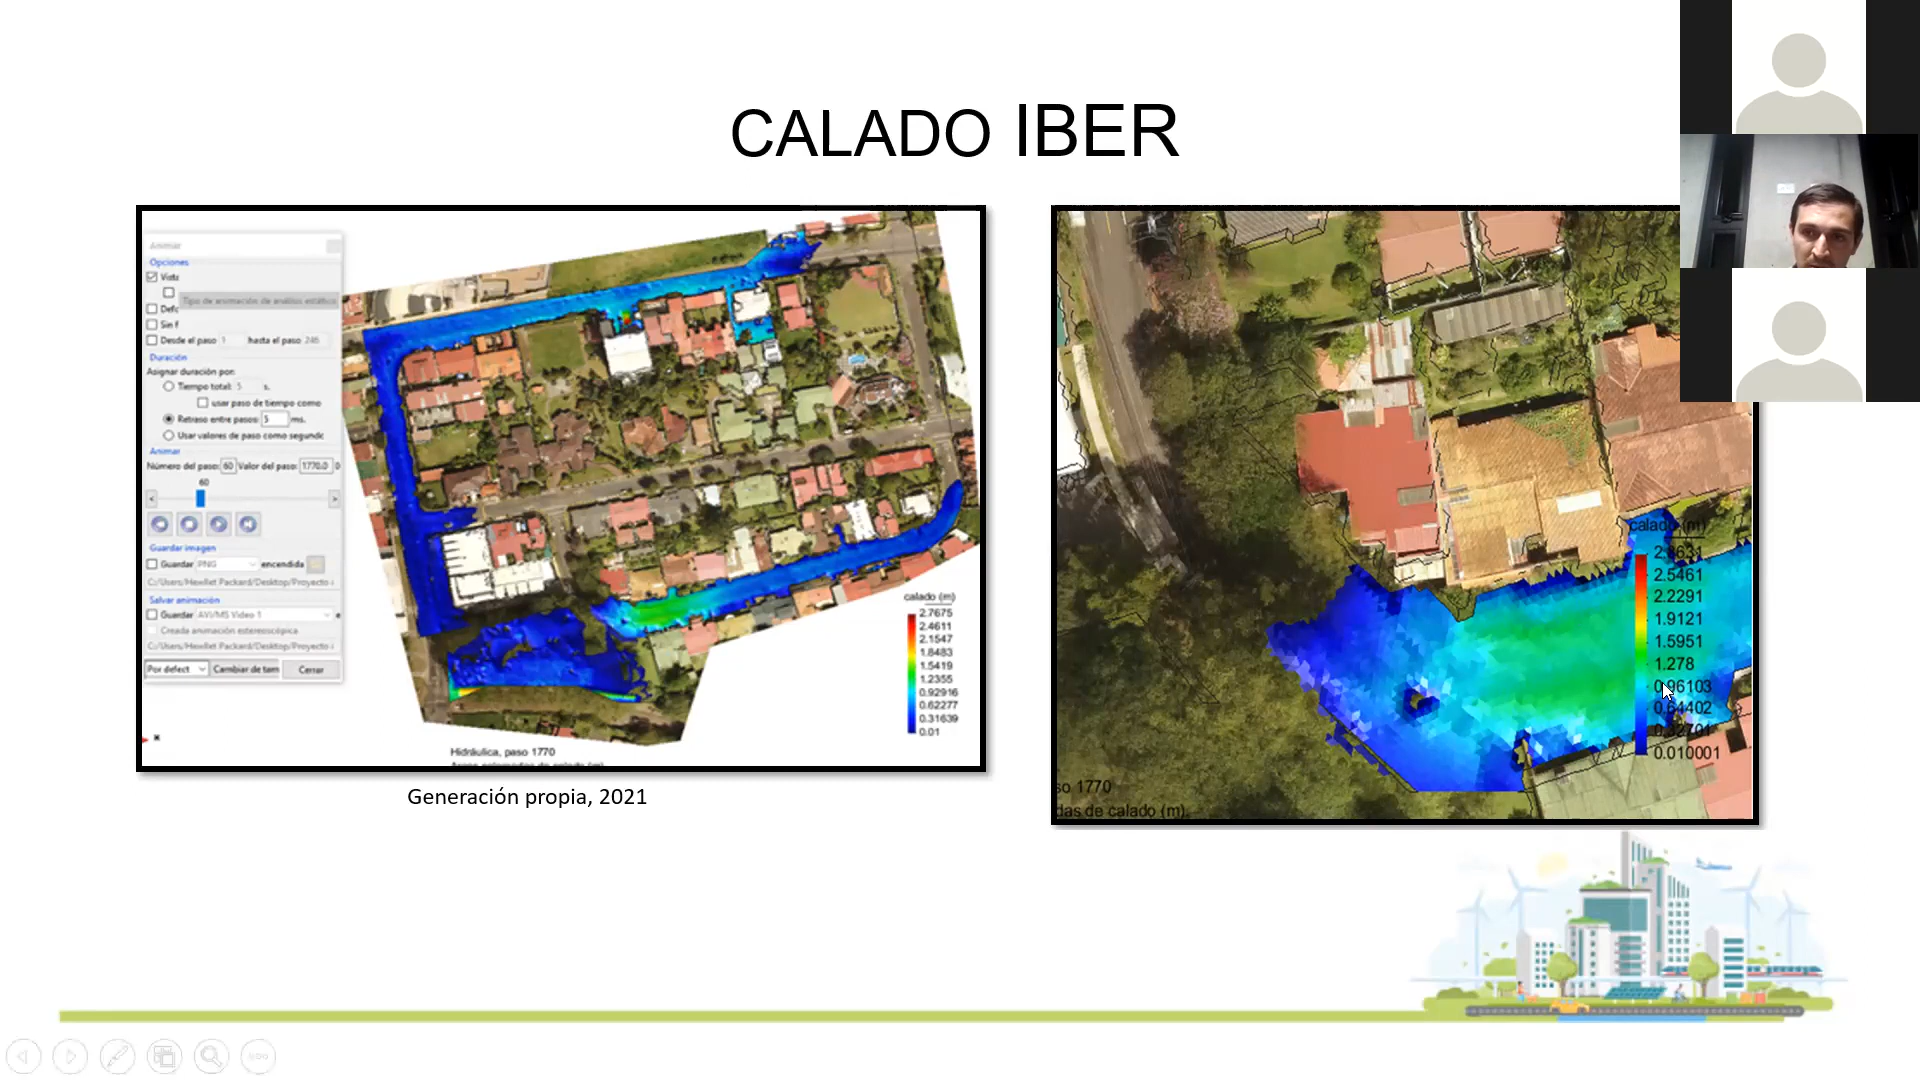 CALADO IBER
Animar
Opciones
Vista
Tipo de animación de análisis estático
Sin f
Desde el paso 1 hasta el paso 246
Duración
Asignar duración por:
Tiempo total: 5 s.
usar paso de tiempo como
Retraso entre pasos: 5 ms.
Usar valores de paso como segundo
Animar
Número del paso: 60 Valor del paso: 1770.0
60
Guardar imagen
Guardar PNG encendida
C:/Users/Hewllet Packard/Desktop/Proyecto
Salvar animación
Guardar AVI/MS Video 1
Creada animación estereoscópica
C:/Users/Hewllet Packard/Desktop/Proyecto
Por defect Cambiar de tam Cerrar
calado (m)
2.7675
2.4611
2.1547
1.8483
1.5419
1.2355
0.92916
0.62277
0.31639
0.01
Hidráulica, paso 1770
Generación propia, 2021
calado (m)
2.8631
2.5461
2.2291
1.9121
1.5951
1.278
0.96103
0.64402
0.32701
0.010001
so 1770
das de calado (m).